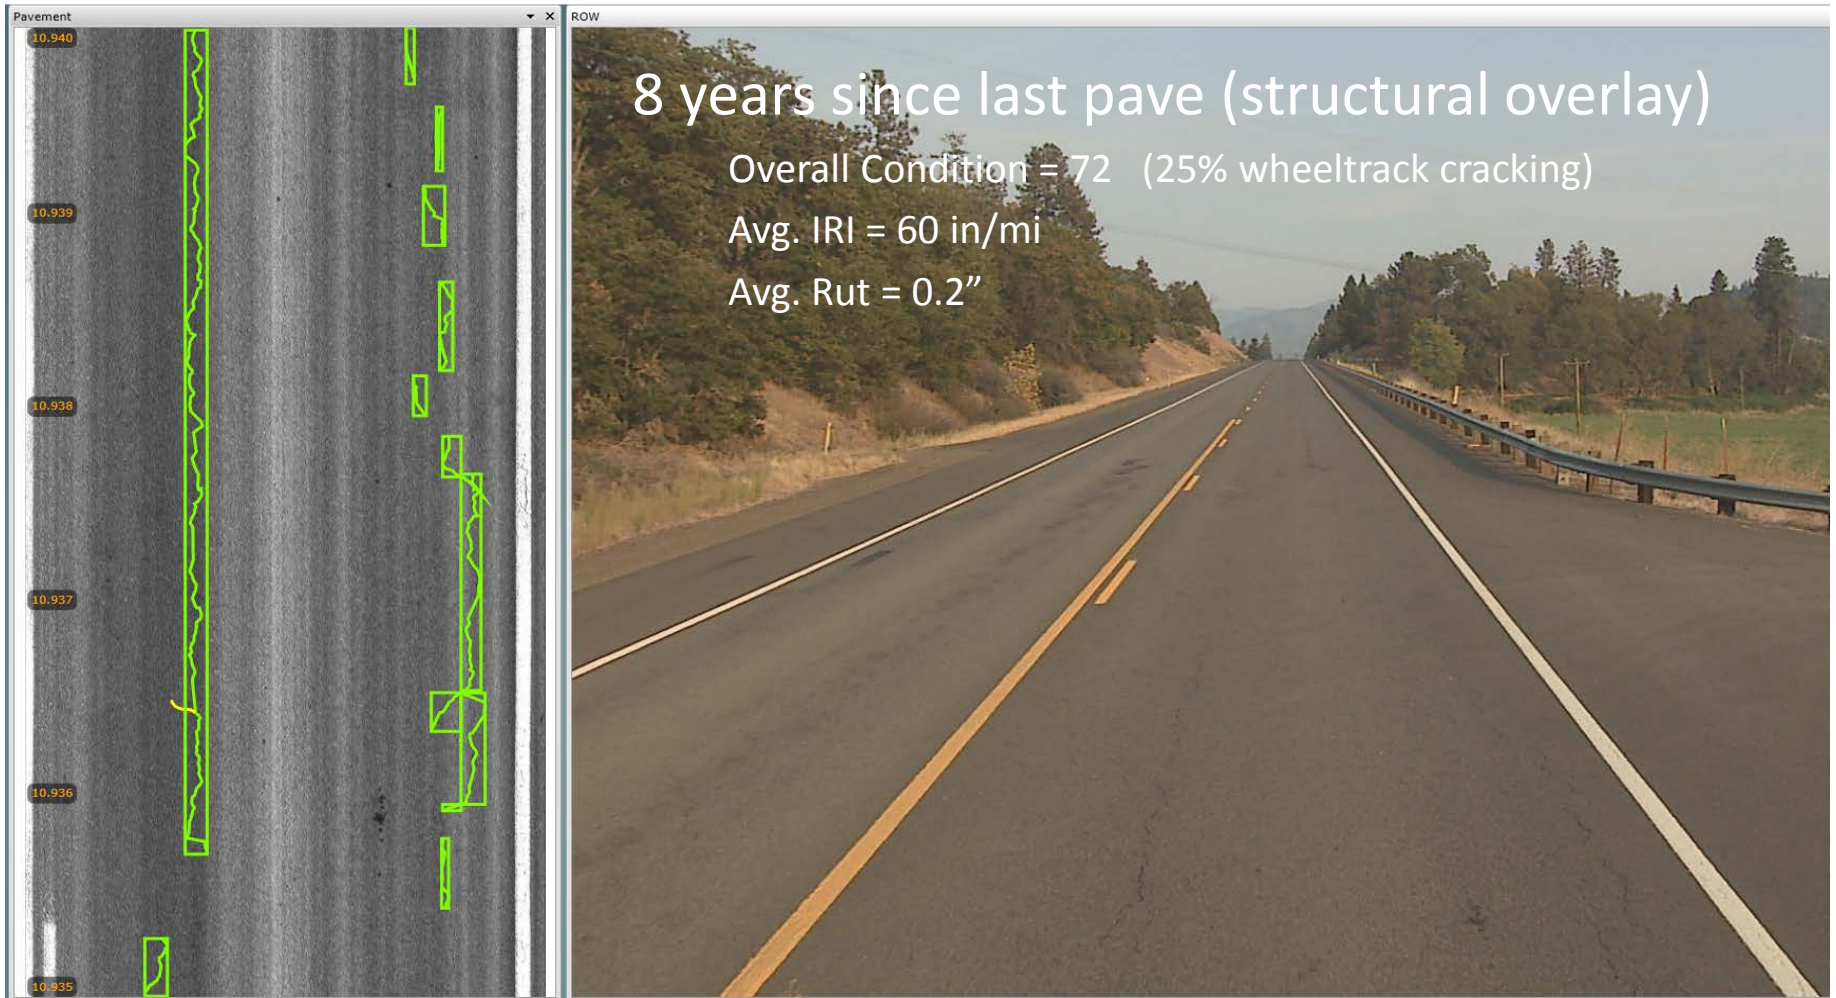 Pavement
10.940
10.939
10.938
10.937
10.936
10.935
ROW
8 years since last pave (structural overlay)
Overall Condition = 72 (25% wheeltrack cracking)
Avg. IRI = 60 in/mi
Avg. Rut = 0.2”